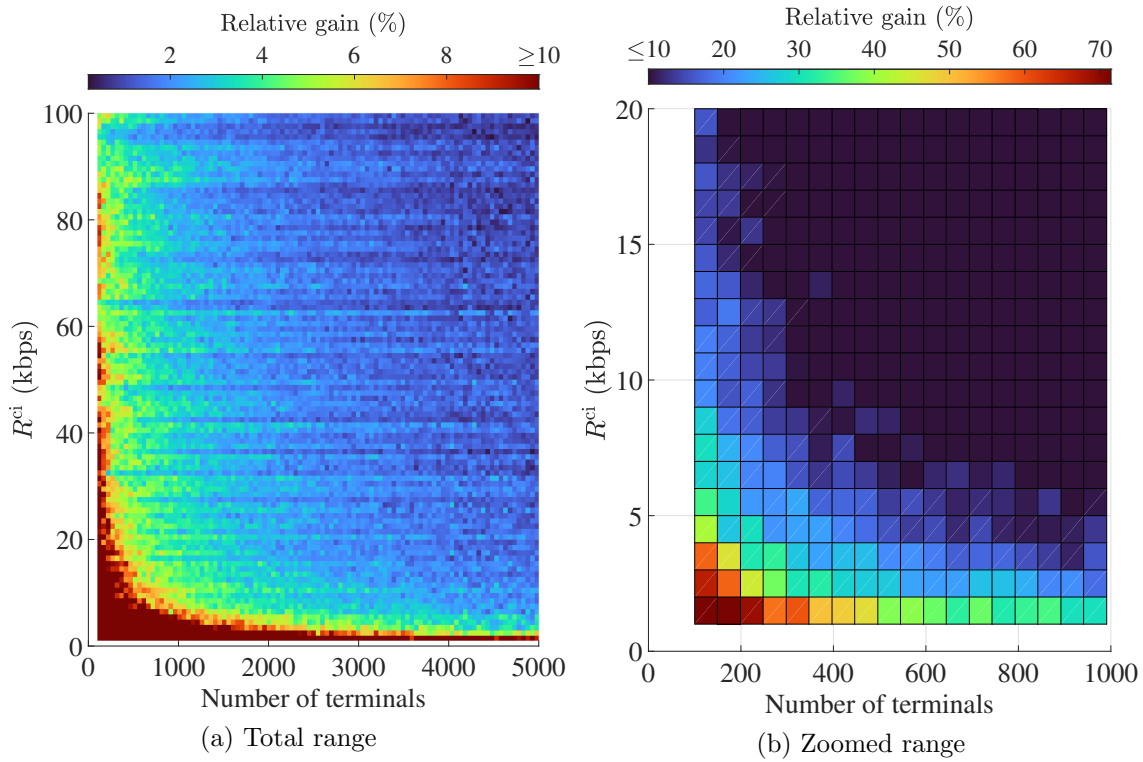 Relative gain (%)
2 4 6 8 ≥10
100
80
60
40
20
0
R^ci (kbps)
0 1000 2000 3000 4000 5000
Number of terminals
(a) Total range
Relative gain (%)
≤10 20 30 40 50 60 70
20
15
10
5
0
R^ci (kbps)
0 200 400 600 800 1000
Number of terminals
(b) Zoomed range